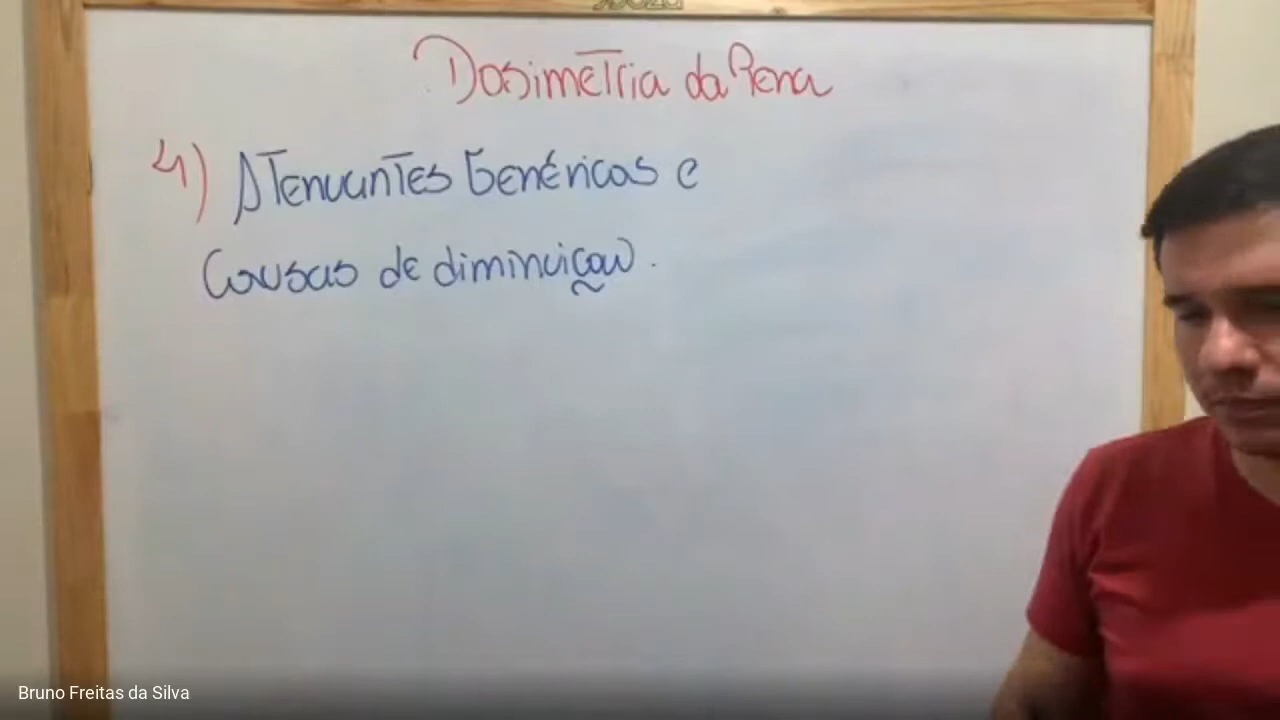 Dosimetria da Pena
4) Atenuantes Genéricas e
Causas de diminuição.
Bruno Freitas da Silva